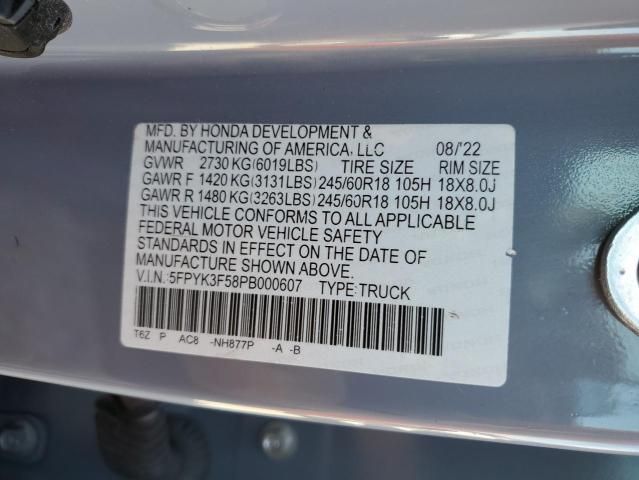 MFD. BY HONDA DEVELOPMENT &
MANUFACTURING OF AMERICA, LLC 08/'22
GVWR 2730 KG(6019LBS) TIRE SIZE RIM SIZE
GAWR F 1420 KG(3131LBS) 245/60R18 105H 18X8.0J
GAWR R 1480 KG(3263LBS) 245/60R18 105H 18X8.0J
THIS VEHICLE CONFORMS TO ALL APPLICABLE
FEDERAL MOTOR VEHICLE SAFETY
STANDARDS IN EFFECT ON THE DATE OF
MANUFACTURE SHOWN ABOVE.
V.I.N.:5FPYK3F58PB000607 TYPE:TRUCK
T6Z P AC8 -NH877P -A -B